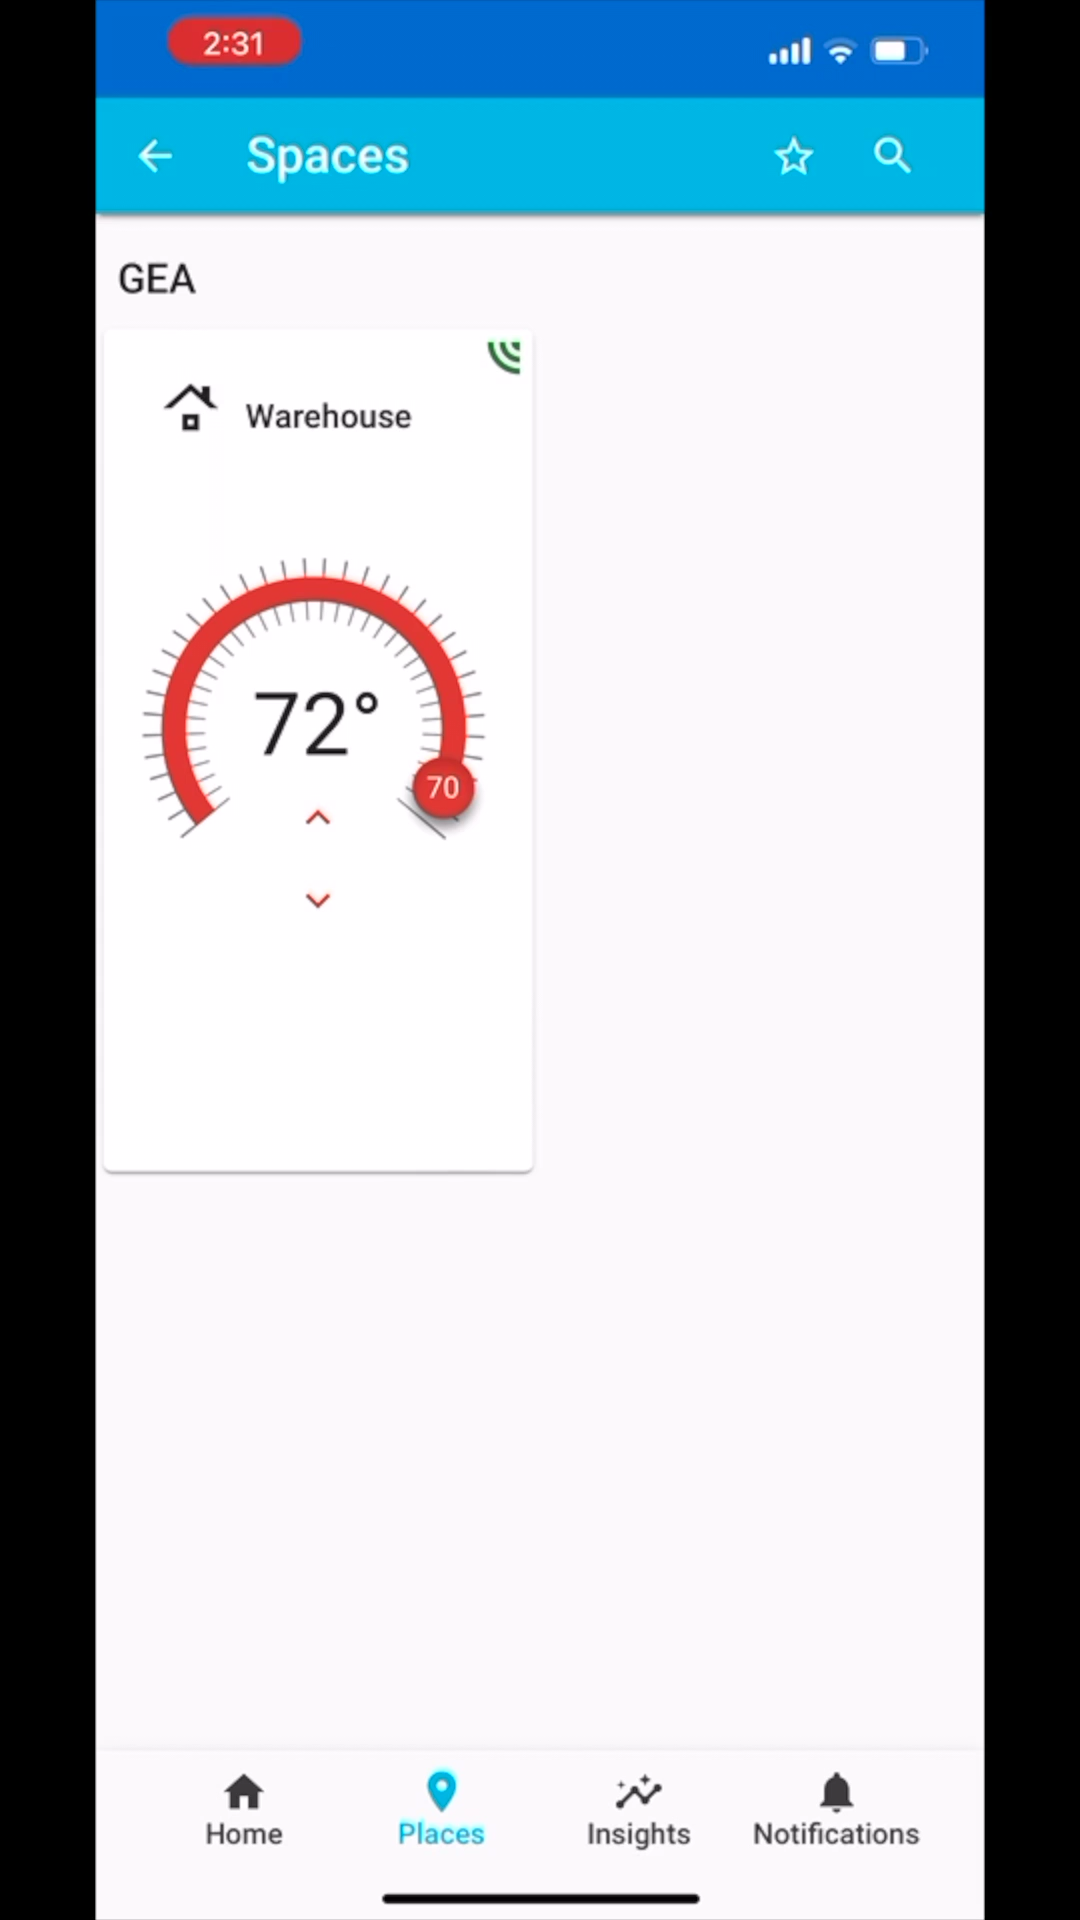 2:31
Spaces
GEA
Warehouse
72°
70
Home
Places
Insights
Notifications